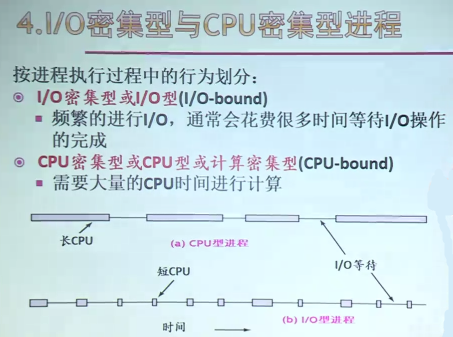 4.I/O密集型与CPU密集型进程
按进程执行过程中的行为划分：
I/O密集型或I/O型(I/O-bound)
频繁的进行I/O，通常会花费很多时间等待I/O操作
的完成
CPU密集型或CPU型或计算密集型(CPU-bound)
需要大量的CPU时间进行计算
长CPU
(a) CPU型进程
I/O等待
短CPU
(b) I/O型进程
时间